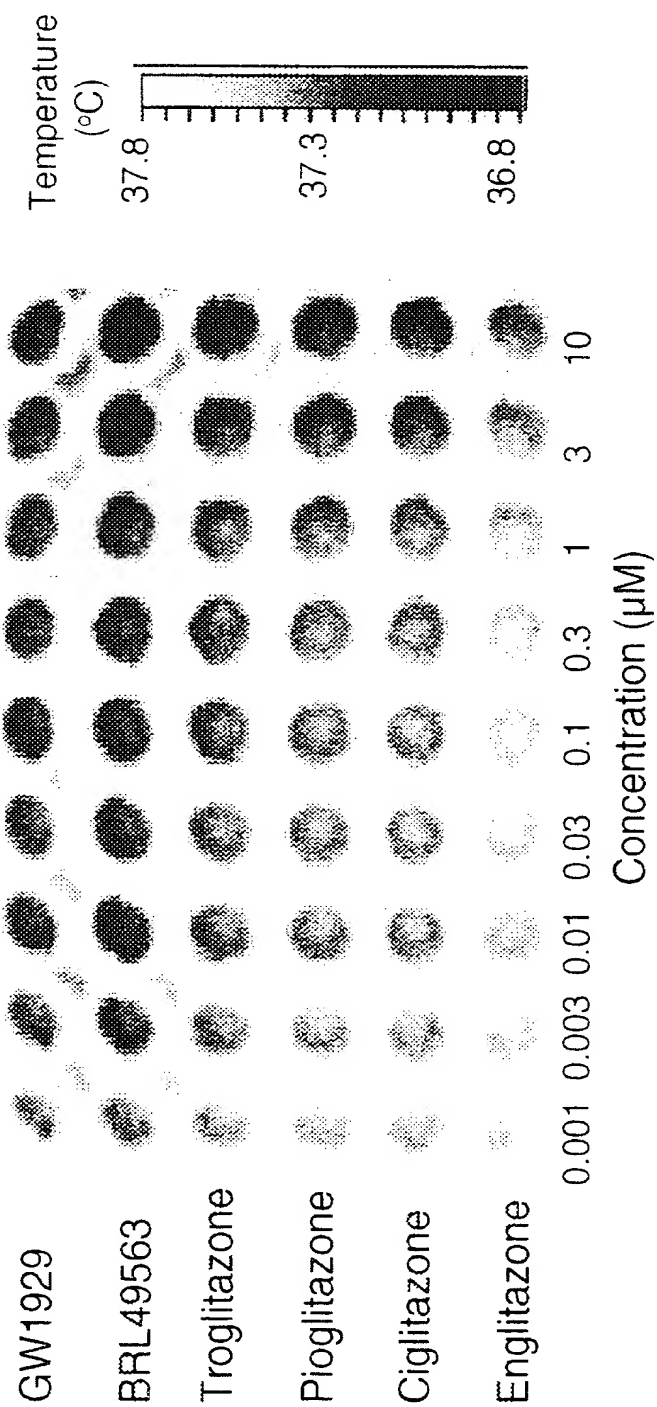 GW1929
BRL49563
Troglitazone
Pioglitazone
Ciglitazone
Englitazone
0.001 0.003 0.01 0.03 0.1 0.3 1 3 10
Concentration (µM)
Temperature
(°C)
37.8
37.3
36.8